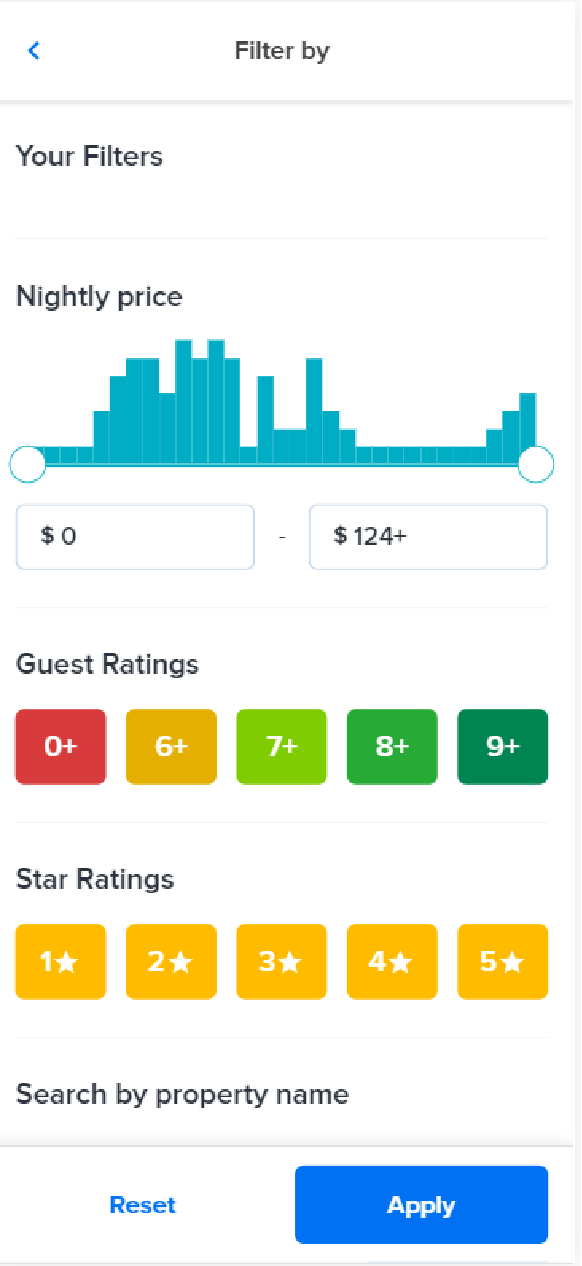 Filter by
Your Filters
Nightly price
$ 0 - $ 124+
Guest Ratings
0+ 6+ 7+ 8+ 9+
Star Ratings
1★ 2★ 3★ 4★ 5★
Search by property name
Reset Apply